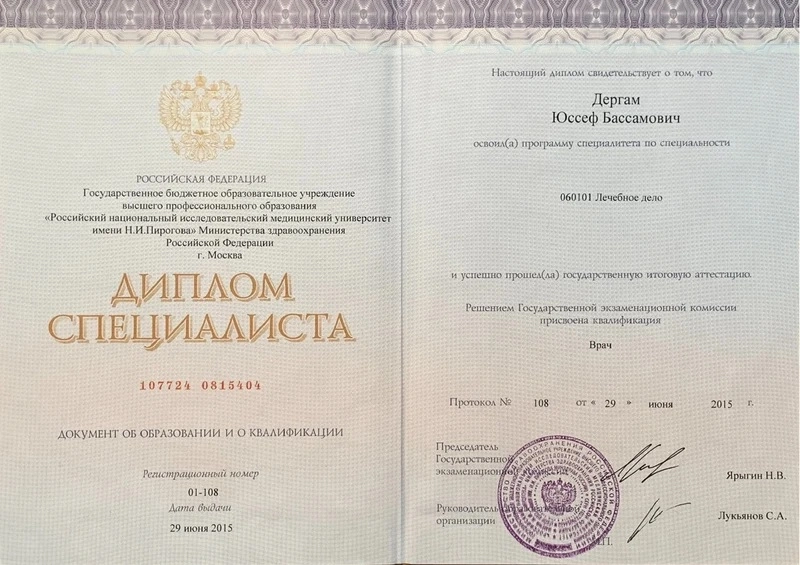 РОССИЙСКАЯ ФЕДЕРАЦИЯ
Государственное бюджетное образовательное учреждение
высшего профессионального образования
«Российский национальный исследовательский медицинский университет
имени Н.И.Пирогова» Министерства здравоохранения
Российской Федерации
г. Москва
ДИПЛОМ
СПЕЦИАЛИСТА
107724 0815404
ДОКУМЕНТ ОБ ОБРАЗОВАНИИ И О КВАЛИФИКАЦИИ
Регистрационный номер
01-108
Дата выдачи
29 июня 2015
Настоящий диплом свидетельствует о том, что
Дергам
Юссеф Бассамович
освоил(а) программу специалитета по специальности
060101 Лечебное дело
и успешно прошел(ла) государственную итоговую аттестацию.
Решением Государственной экзаменационной комиссии
присвоена квалификация
Врач
Протокол № 108 от « 29 » июня 2015 г.
Председатель
Государственной
экзаменационной комиссии
Ярыгин Н.В.
Руководитель образовательной
организации
Лукьянов С.А.
М.П.